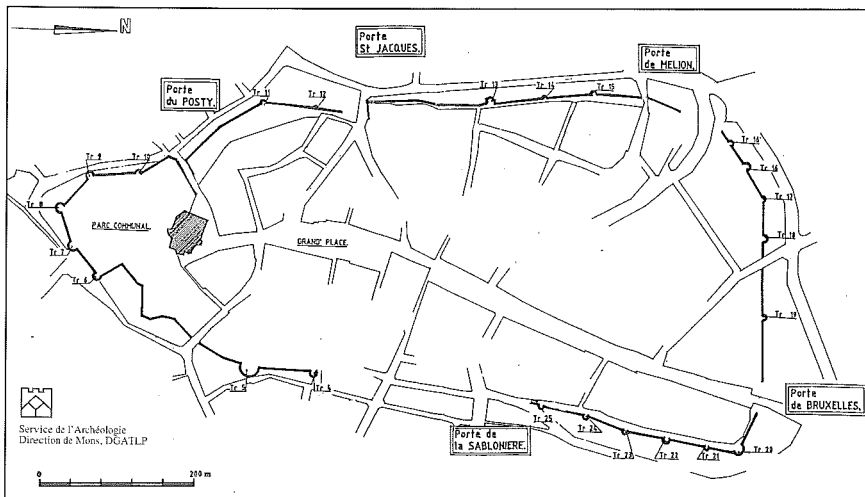 N
Porte
St JACQUES.
Porte
de MELION.
Porte
du POSTY.
Tr 11
Tr 12
Tr 13
Tr 14
Tr 15
Tr 9
Tr 10
Tr 8
PARC COMMUNAL.
GRAND' PLACE.
Tr 7
Tr 6
Tr 16
Tr 17
Tr 18
Tr 19
Tr 5
Tr 4
Porte
de BRUXELLES.
Porte de
la SABLONIERE.
Tr 25
Tr 24
Tr 22
Tr 21
Tr 20
Service de l'Archéologie
Direction de Mons, DGATLP
0
200 m